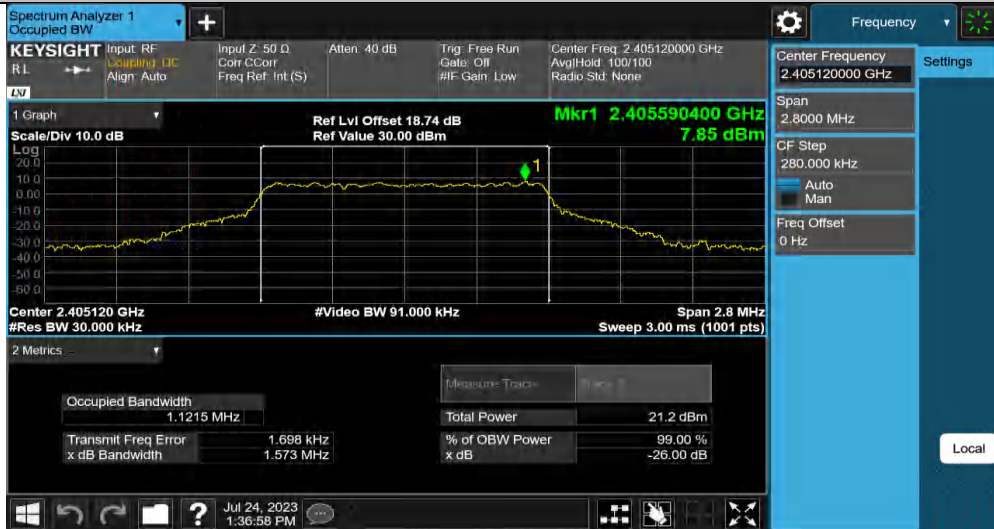 Spectrum Analyzer 1
Occupied BW
+
Frequency
KEYSIGHT
RL
LXI
Input: RF
Coupling: DC
Align: Auto
Input Z: 50 Ω
Corr CCorr
Freq Ref: Int (S)
Atten: 40 dB
Trig: Free Run
Gate: Off
#IF Gain: Low
Center Freq: 2.405120000 GHz
Avg|Hold: 100/100
Radio Std: None
1 Graph
Scale/Div 10.0 dB
Ref Lvl Offset 18.74 dB
Ref Value 30.00 dBm
Mkr1 2.405590400 GHz
7.85 dBm
Log
20.0
10.0
0.00
-10.0
-20.0
-30.0
-40.0
-50.0
-60.0
1
Center 2.405120 GHz
#Res BW 30.000 kHz
#Video BW 91.000 kHz
Span 2.8 MHz
Sweep 3.00 ms (1001 pts)
2 Metrics
Measure Trace
Occupied Bandwidth
1.1215 MHz
Total Power 21.2 dBm
Transmit Freq Error 1.698 kHz
% of OBW Power 99.00 %
x dB Bandwidth 1.573 MHz
x dB -26.00 dB
Center Frequency
2.405120000 GHz
Span
2.8000 MHz
CF Step
280.000 kHz
Auto
Man
Freq Offset
0 Hz
Settings
Local
?
Jul 24, 2023
1:36:58 PM